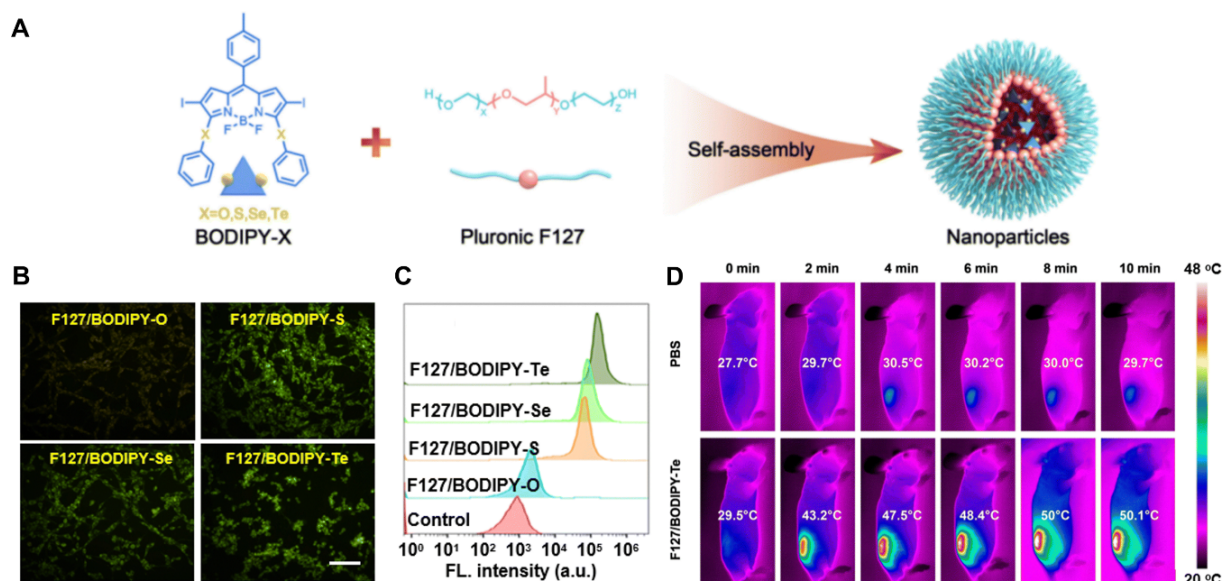 A
I
I
N
N
B
F
F
X
X
X=O,S,Se,Te
BODIPY-X
H
O
X
O
Y
O
Z
OH
Pluronic F127
Self-assembly
Nanoparticles
B
F127/BODIPY-O
F127/BODIPY-S
F127/BODIPY-Se
F127/BODIPY-Te
C
F127/BODIPY-Te
F127/BODIPY-Se
F127/BODIPY-S
F127/BODIPY-O
Control
10⁰ 10¹ 10² 10³ 10⁴ 10⁵ 10⁶
FL. intensity (a.u.)
D
0 min 2 min 4 min 6 min 8 min 10 min
48 °C
PBS
27.7°C 29.7°C 30.5°C 30.2°C 30.0°C 29.7°C
F127/BODIPY-Te
29.5°C 43.2°C 47.5°C 48.4°C 50°C 50.1°C
20 °C